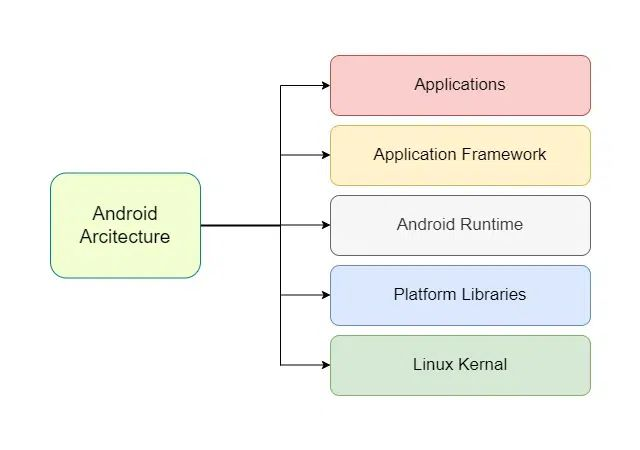 Android
Arcitecture
Applications
Application Framework
Android Runtime
Platform Libraries
Linux Kernal